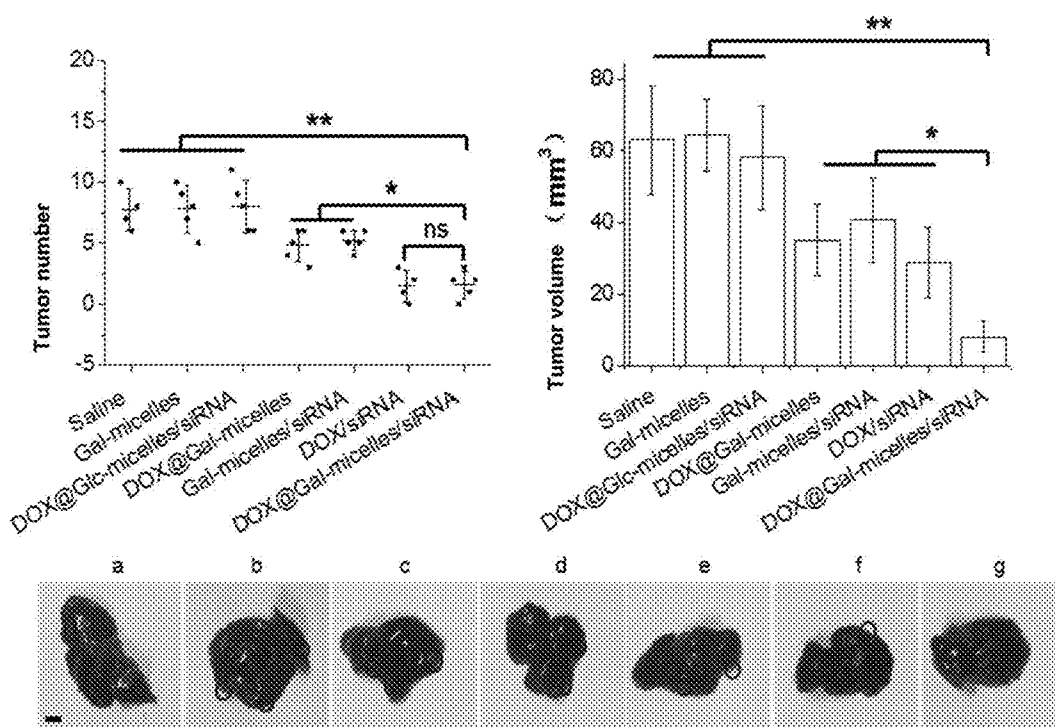 20
15
10
5
0
-5
Tumor number
**
*
ns
Saline
Gal-micelles
DOX@Glc-micelles/siRNA
DOX@Gal-micelles
Gal-micelles/siRNA
DOX/siRNA
DOX@Gal-micelles/siRNA
80
60
40
20
0
Tumor volume (mm³)
**
*
Saline
Gal-micelles
DOX@Glc-micelles/siRNA
DOX@Gal-micelles
Gal-micelles/siRNA
DOX/siRNA
DOX@Gal-micelles/siRNA
a b c d e f g